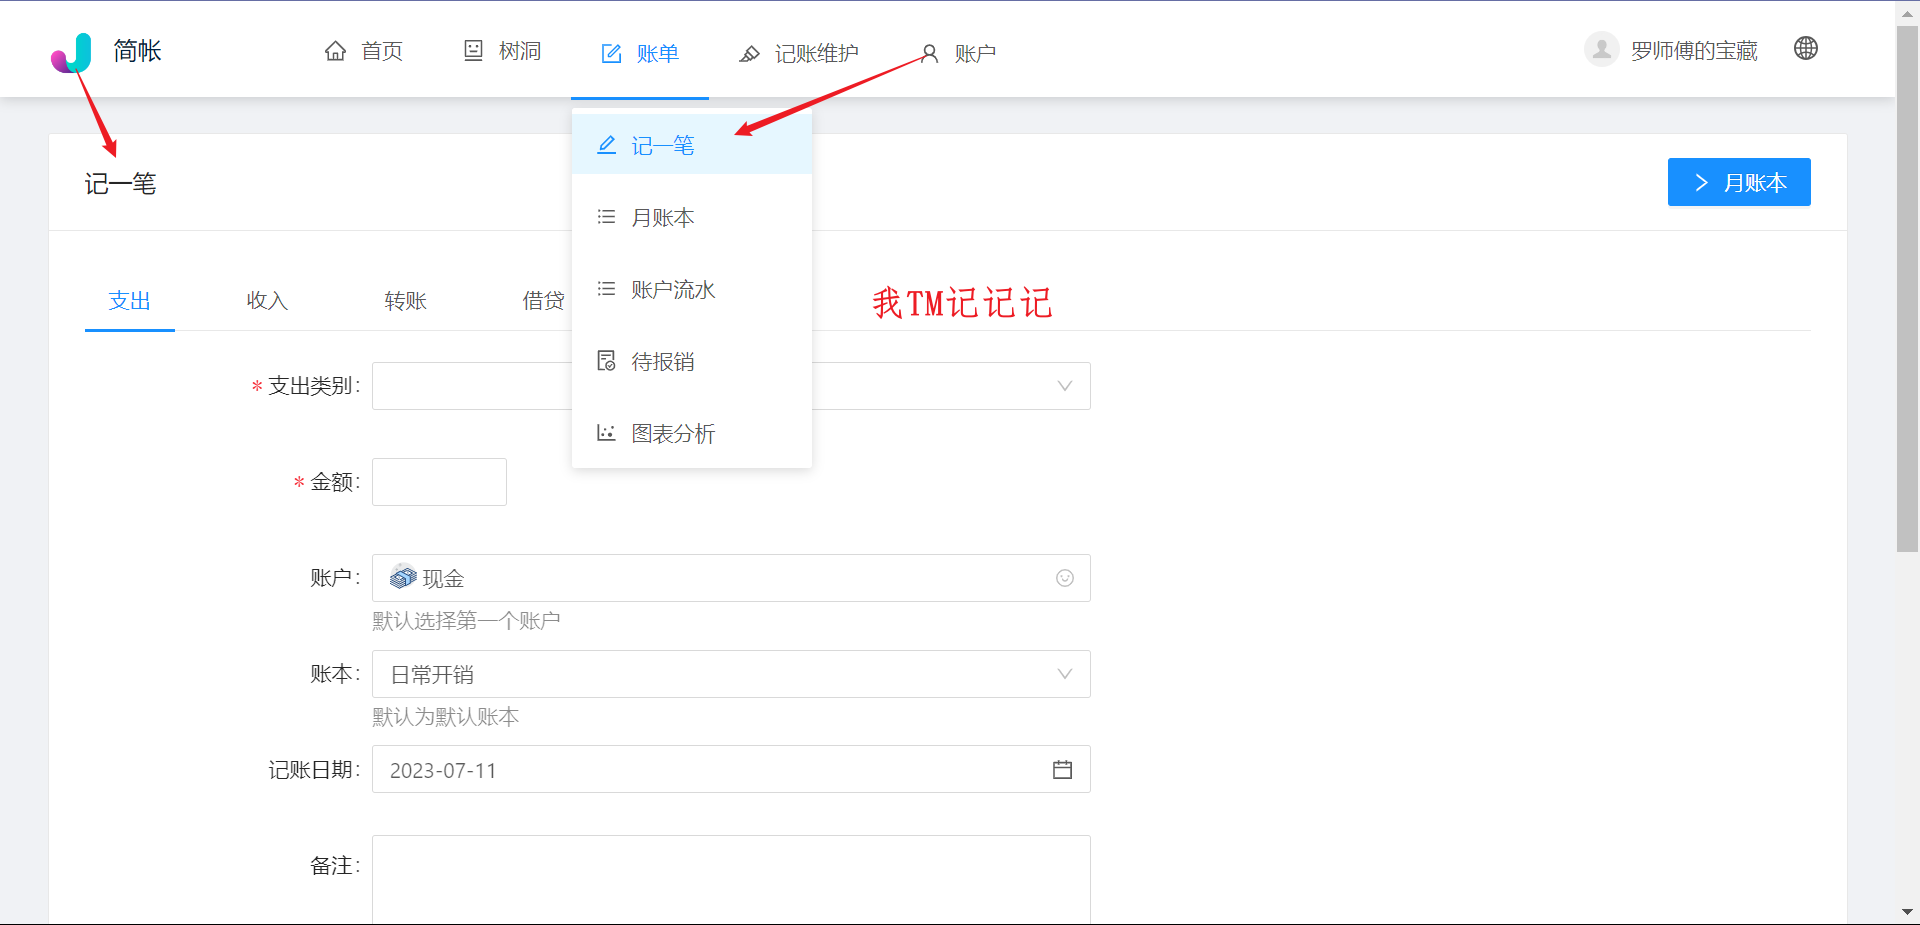 简帐
首页
树洞
账单
记账维护
账户
罗师傅的宝藏
记一笔
月账本
账户流水
待报销
图表分析
记一笔
月账本
支出
收入
转账
借贷
我TM记记记
* 支出类别:
* 金额:
账户:
现金
默认选择第一个账户
账本:
日常开销
默认为默认账本
记账日期:
2023-07-11
备注: